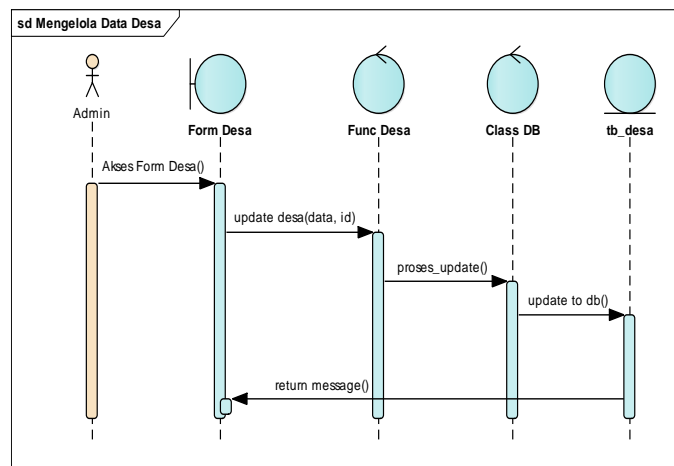 sd Mengelola Data Desa
Admin
Form Desa
Func Desa
Class DB
tb_desa
Akses Form Desa()
update desa(data, id)
proses_update()
update to db()
return message()